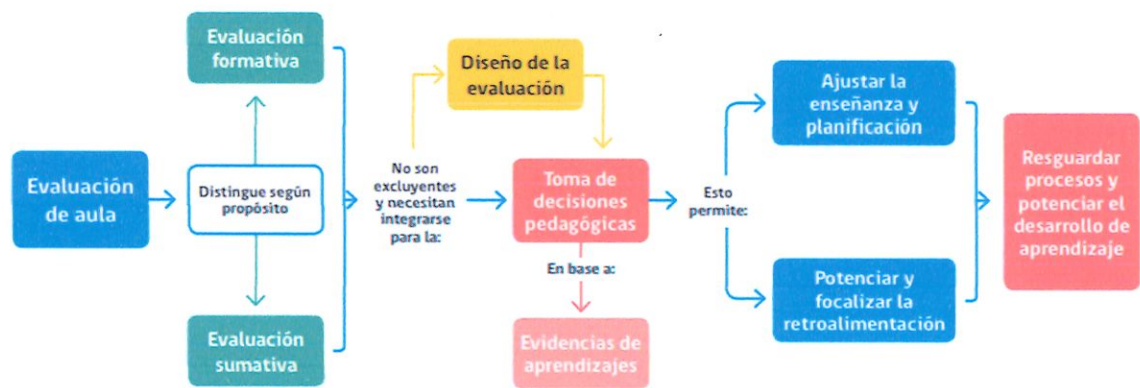 Evaluación
de aula
Distingue según
propósito
Evaluación
formativa
Evaluación
sumativa
No son
excluyentes
y necesitan
integrarse
para la:
Diseño de la
evaluación
Toma de
decisiones
pedagógicas
En base a:
Evidencias de
aprendizajes
Esto
permite:
Ajustar la
enseñanza y
planificación
Potenciar y
focalizar la
retroalimentación
Resguardar
procesos y
potenciar el
desarrollo de
aprendizaje